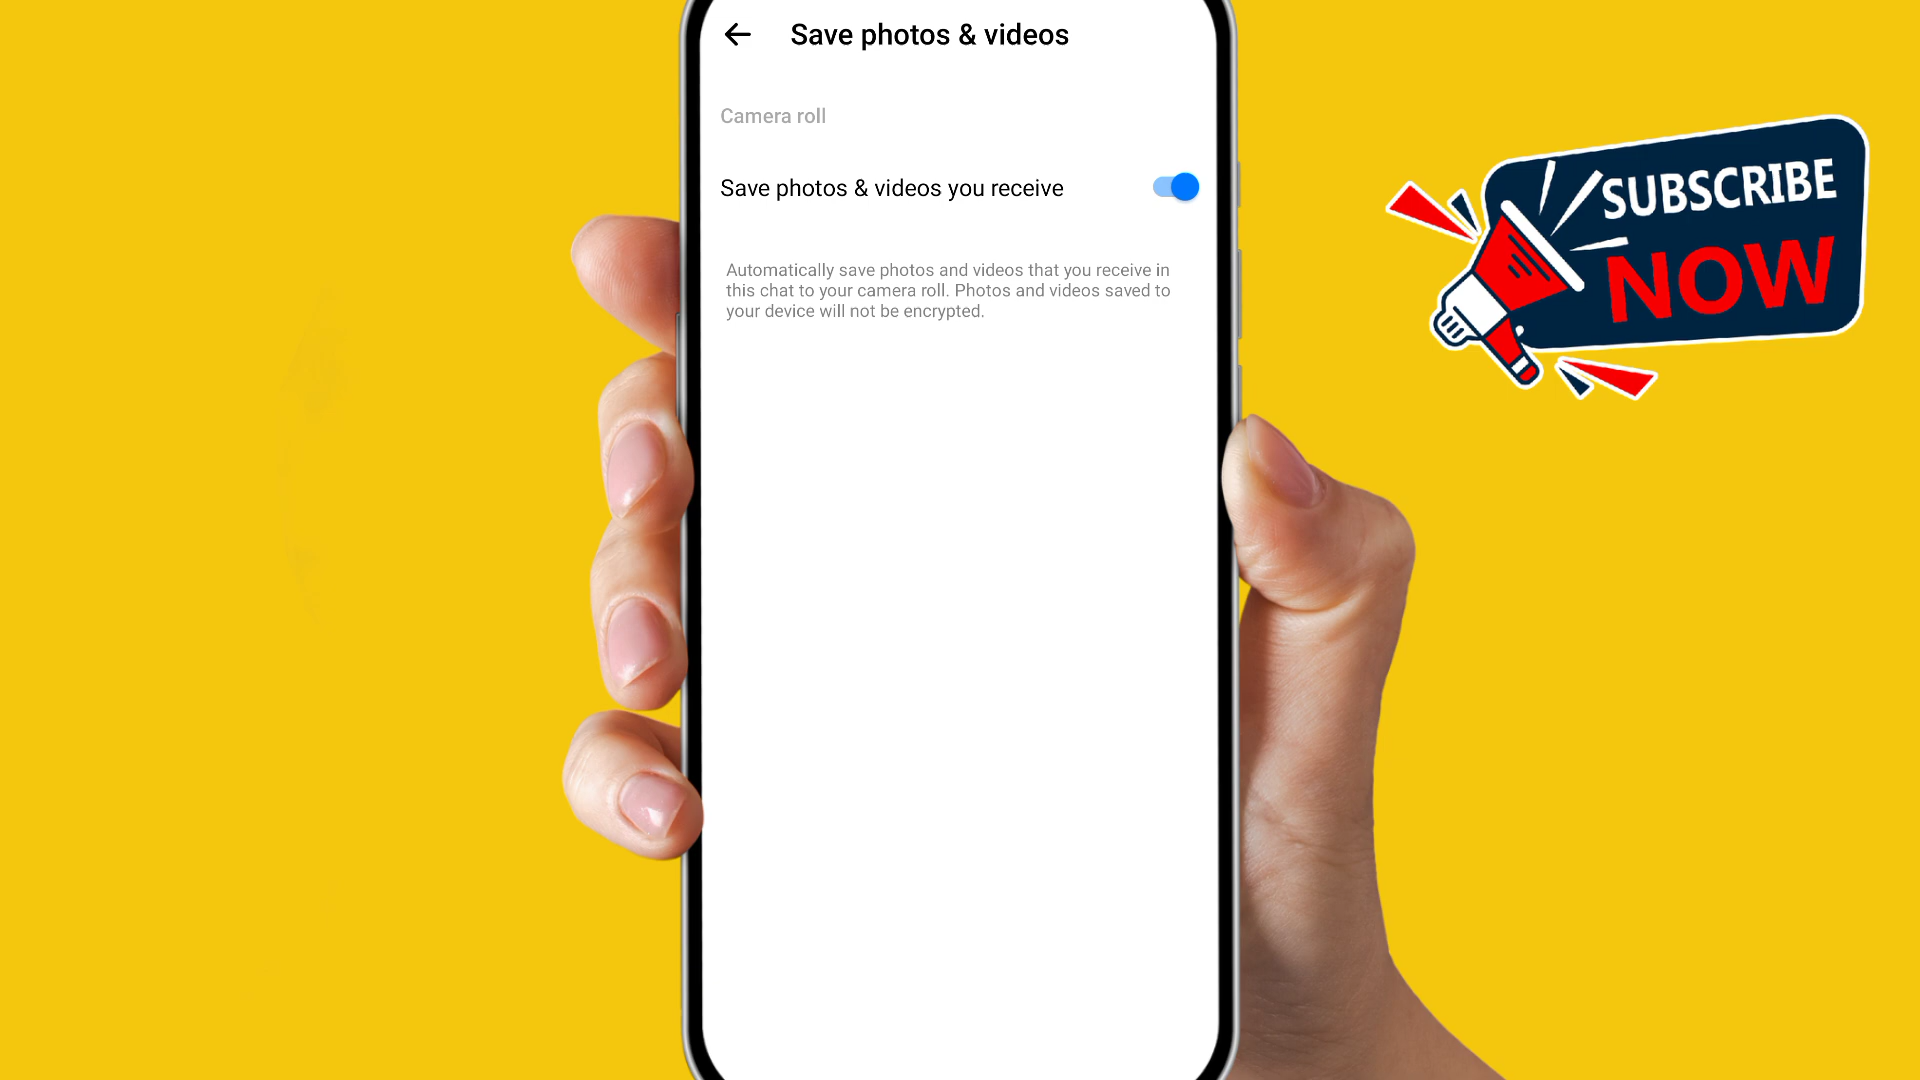 Save photos & videos
Camera roll
Save photos & videos you receive
Automatically save photos and videos that you receive in
this chat to your camera roll. Photos and videos saved to
your device will not be encrypted.
SUBSCRIBE
NOW